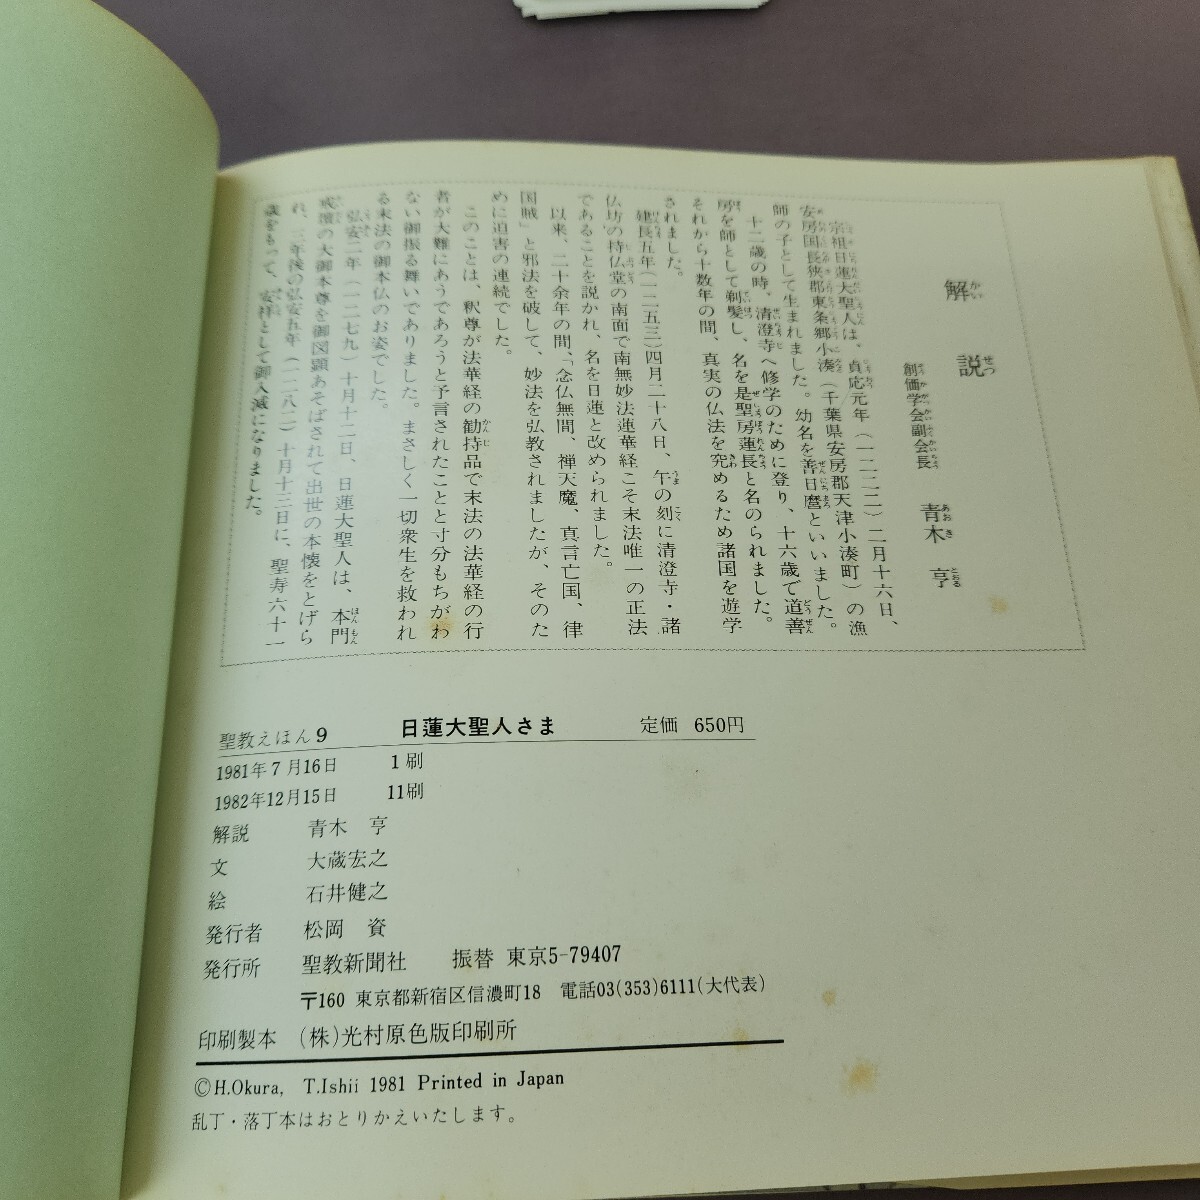 解説
創価学会副会長 青木 亨
宗祖日蓮大聖人は、貞応元年(一二二二)二月十六日、
安房国長狭郡東条郷小湊(千葉県安房郡天津小湊町)の漁
師の子として生まれました。幼名を善日麿といいました。
十二歳の時、清澄寺へ修学のために登り、十六歳で道善
房を師として剃髪し、名を是聖房蓮長と名のられました。
それから十数年の間、真実の仏法を究めるため諸国を遊学
されました。
建長五年(一二五三)四月二十八日、午の刻に清澄寺・諸
仏坊の持仏堂の南面で南無妙法蓮華経こそ末法唯一の正法
であることを説かれ、名を日蓮と改められました。
以来、二十余年の間、「念仏無間、禅天魔、真言亡国、律
国賊」と邪法を破して、妙法を弘教されましたが、そのた
めに迫害の連続でした。
このことは、釈尊が法華経の勧持品で末法の法華経の行
者が大難にあうであろうと予言されたことと寸分もちがわ
ない御振る舞いでありました。まさしく一切衆生を救われ
る末法の御本仏のお姿でした。
弘安二年(一二七九)十月十二日、日蓮大聖人は、本門
戒壇の大御本尊を御図顕あそばされて出世の本懐をとげら
れ、三年後の弘安五年(一二八二)十月十三日に、聖寿六十一
歳をもって、安祥として御入滅になりました。
聖教えほん9 日蓮大聖人さま 定価 650円
1981年7月16日 1刷
1982年12月15日 11刷
解説 青木 亨
文 大蔵宏之
絵 石井健之
発行者 松岡 資
発行所 聖教新聞社 振替 東京5-79407
〒160 東京都新宿区信濃町18 電話03(353)6111(大代表)
印刷製本 (株)光村原色版印刷所
©H.Okura, T.Ishii 1981 Printed in Japan
乱丁・落丁本はおとりかえいたします。